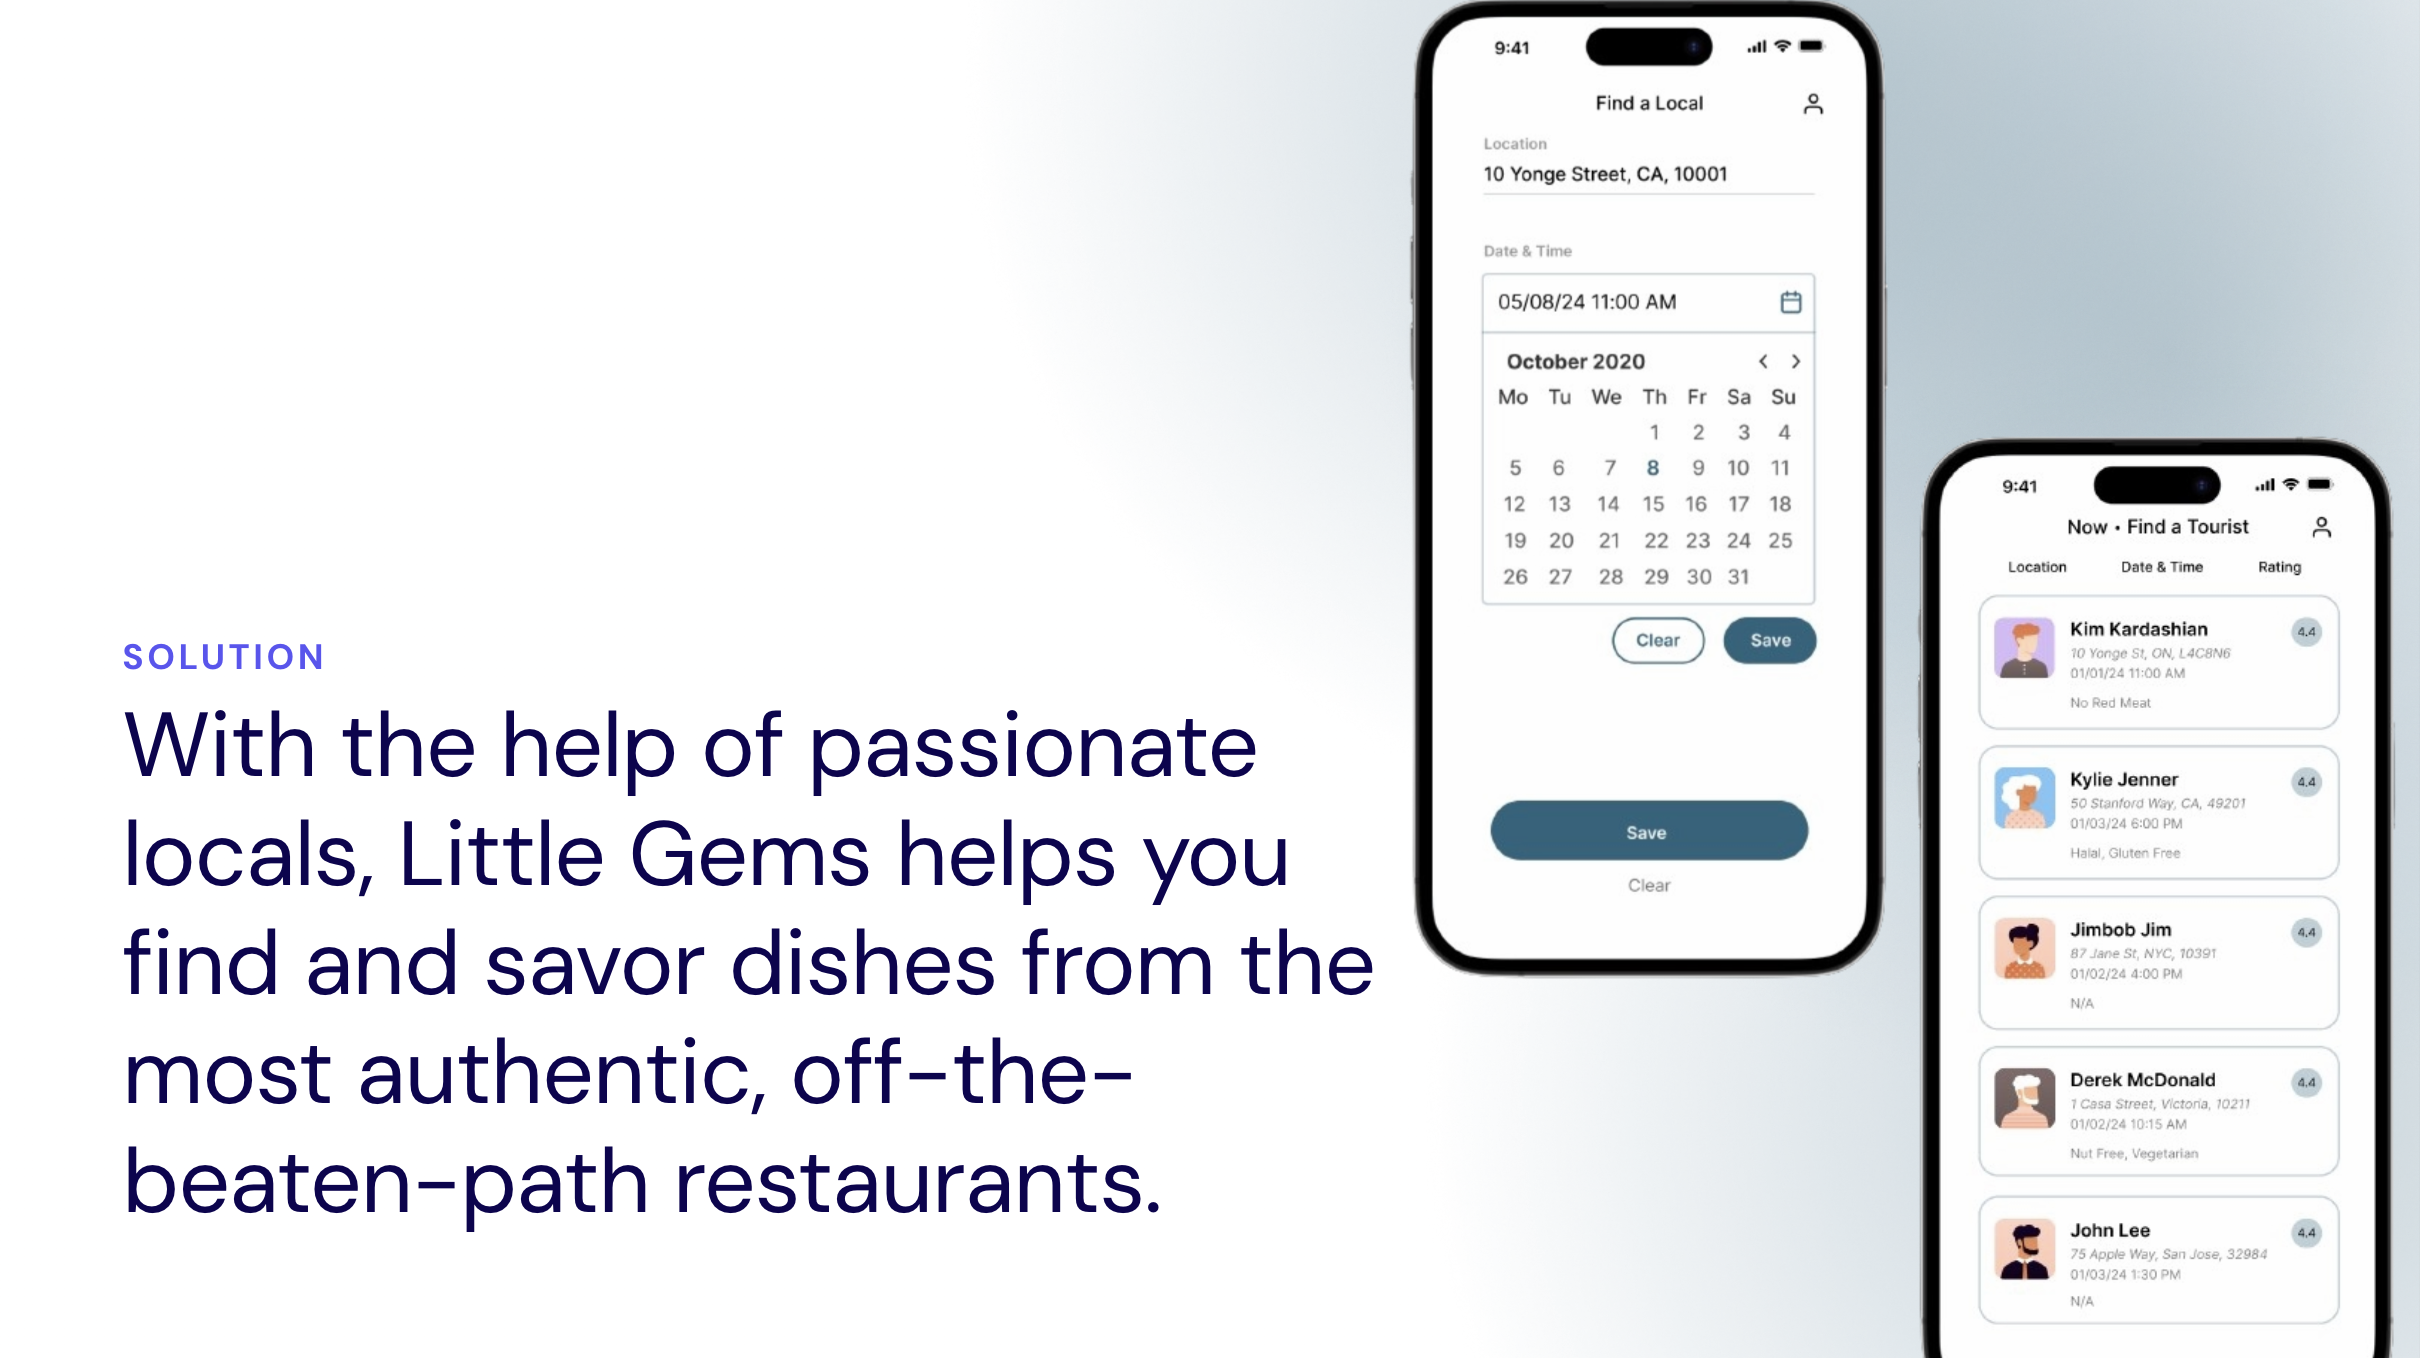 SOLUTION
With the help of passionate
locals, Little Gems helps you
find and savor dishes from the
most authentic, off-the-
beaten-path restaurants.
9:41
Find a Local
Location
10 Yonge Street, CA, 10001
Date & Time
05/08/24 11:00 AM
October 2020
Mo Tu We Th Fr Sa Su
1 2 3 4
5 6 7 8 9 10 11
12 13 14 15 16 17 18
19 20 21 22 23 24 25
26 27 28 29 30 31
Clear Save
Save
Clear
9:41
Now • Find a Tourist
Location Date & Time Rating
Kim Kardashian 4.4
10 Yonge St, ON, L4C8N6
01/01/24 11:00 AM
No Red Meat
Kylie Jenner 4.4
50 Stanford Way, CA, 49201
01/03/24 6:00 PM
Halal, Gluten Free
Jimbob Jim 4.4
87 Jane St, NYC, 10391
01/02/24 4:00 PM
N/A
Derek McDonald 4.4
1 Casa Street, Victoria, 10211
01/02/24 10:15 AM
Nut Free, Vegetarian
John Lee 4.4
75 Apple Way, San Jose, 32984
01/03/24 1:30 PM
N/A